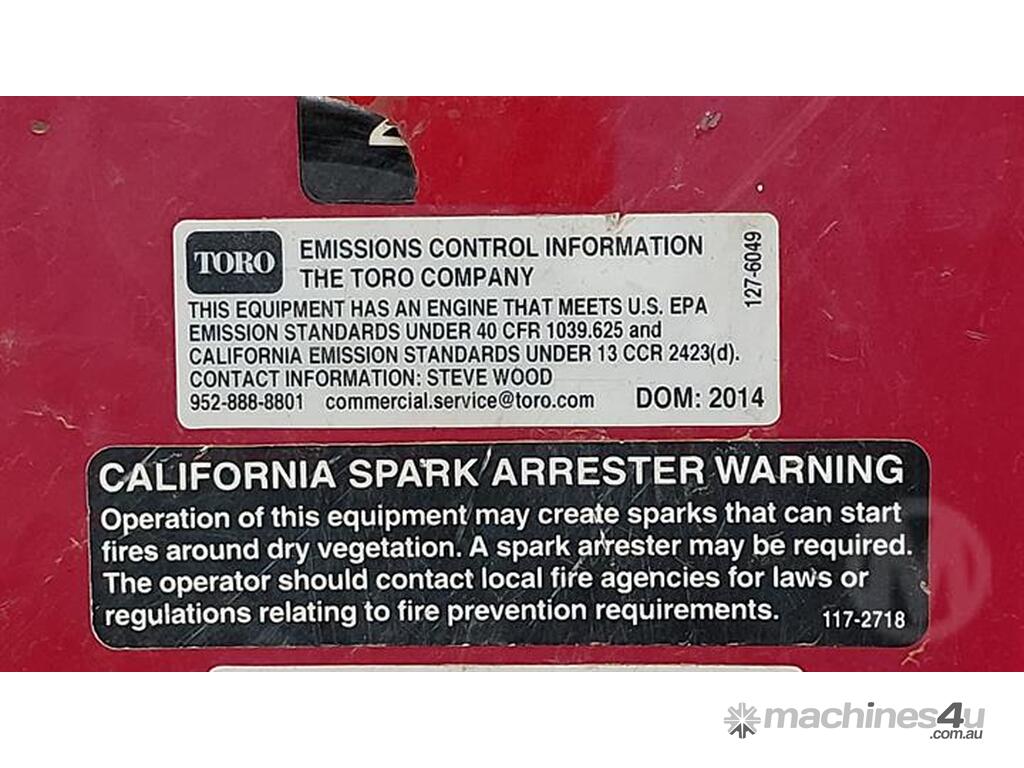 TORO
EMISSIONS CONTROL INFORMATION
THE TORO COMPANY
127-6049
THIS EQUIPMENT HAS AN ENGINE THAT MEETS U.S. EPA
EMISSION STANDARDS UNDER 40 CFR 1039.625 and
CALIFORNIA EMISSION STANDARDS UNDER 13 CCR 2423(d).
CONTACT INFORMATION: STEVE WOOD
952-888-8801 commercial.service@toro.com DOM: 2014
CALIFORNIA SPARK ARRESTER WARNING
Operation of this equipment may create sparks that can start
fires around dry vegetation. A spark arrester may be required.
The operator should contact local fire agencies for laws or
regulations relating to fire prevention requirements.
117-2718
machines4u
.com.au